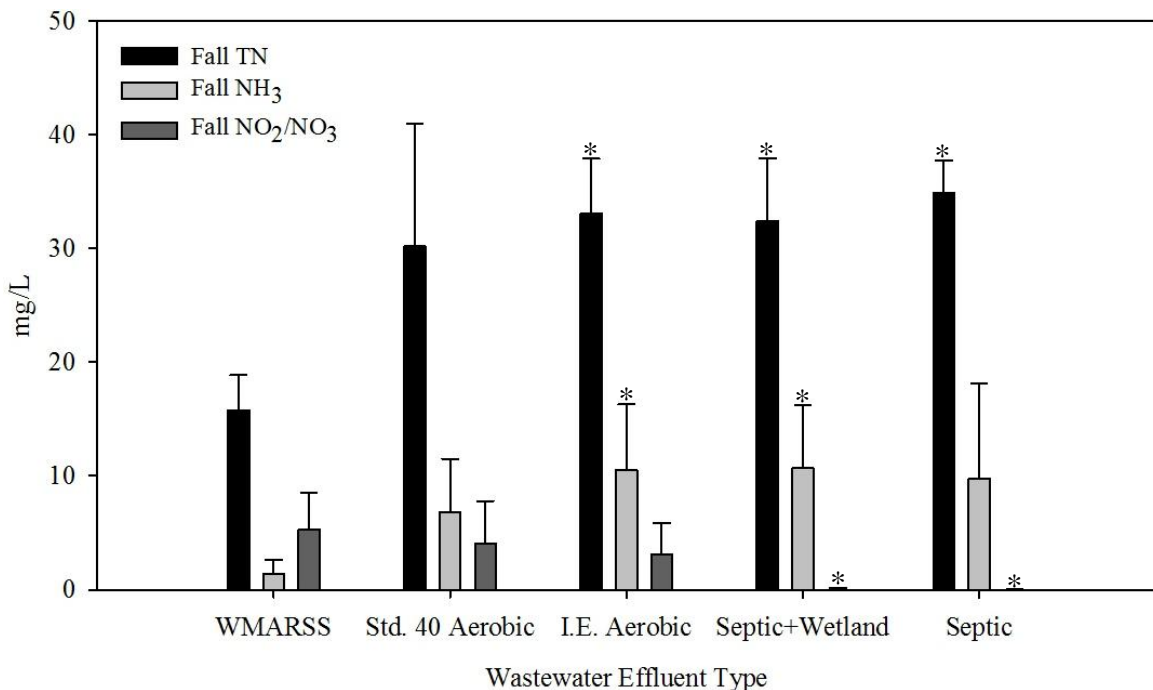 50
40
30
20
10
0
mg/L
Fall TN
Fall NH3
Fall NO2/NO3
* * *
* *
* *
WMARSS Std. 40 Aerobic I.E. Aerobic Septic+Wetland Septic
Wastewater Effluent Type